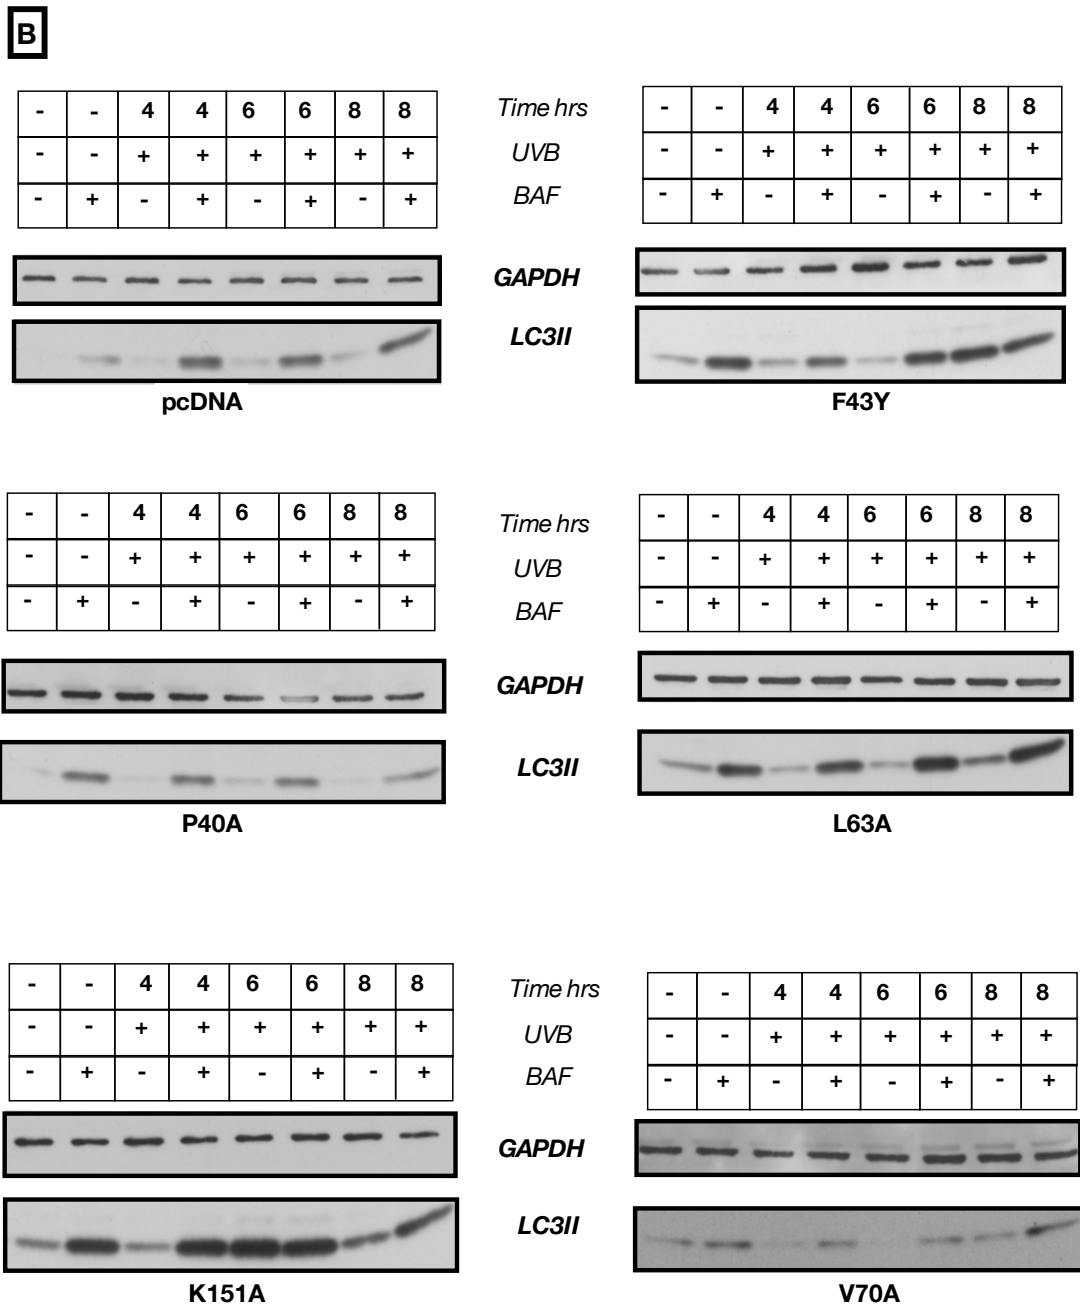 B
- - 4 4 6 6 8 8
- - + + + + + +
- + - + - + - +
Time hrs
UVB
BAF
- - 4 4 6 6 8 8
- - + + + + + +
- + - + - + - +
GAPDH
LC3II
pcDNA
F43Y
- - 4 4 6 6 8 8
- - + + + + + +
- + - + - + - +
Time hrs
UVB
BAF
- - 4 4 6 6 8 8
- - + + + + + +
- + - + - + - +
GAPDH
LC3II
P40A
L63A
- - 4 4 6 6 8 8
- - + + + + + +
- + - + - + - +
Time hrs
UVB
BAF
- - 4 4 6 6 8 8
- - + + + + + +
- + - + - + - +
GAPDH
LC3II
K151A
V70A